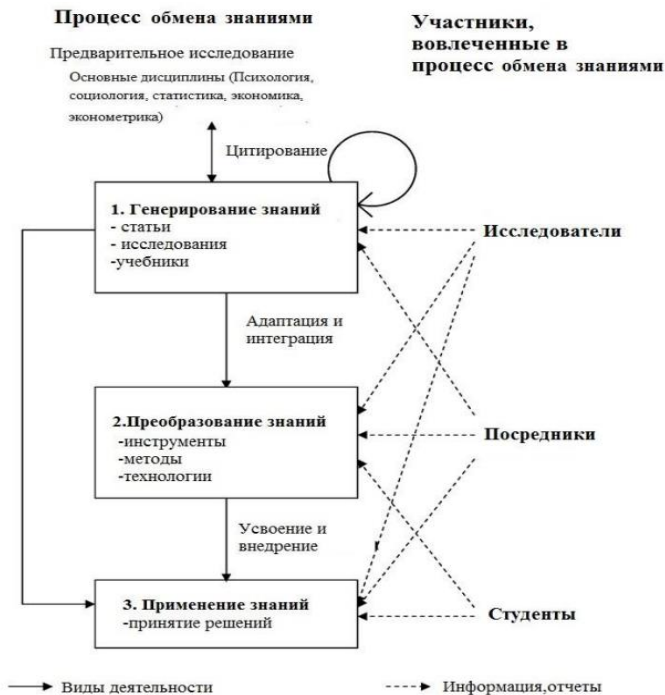 Процесс обмена знаниями
Предварительное исследование
Основные дисциплины (Психология,
социология, статистика, экономика,
эконометрика)
Участники,
вовлеченные в
процесс обмена знаниями
Цитирование
1. Генерирование знаний
- статьи
- исследования
-учебники
Исследователи
Адаптация и
интеграция
2.Преобразование знаний
-инструменты
-методы
-технологии
Посредники
Усвоение и
внедрение
3. Применение знаний
-принятие решений
Студенты
Виды деятельности
Информация,отчеты